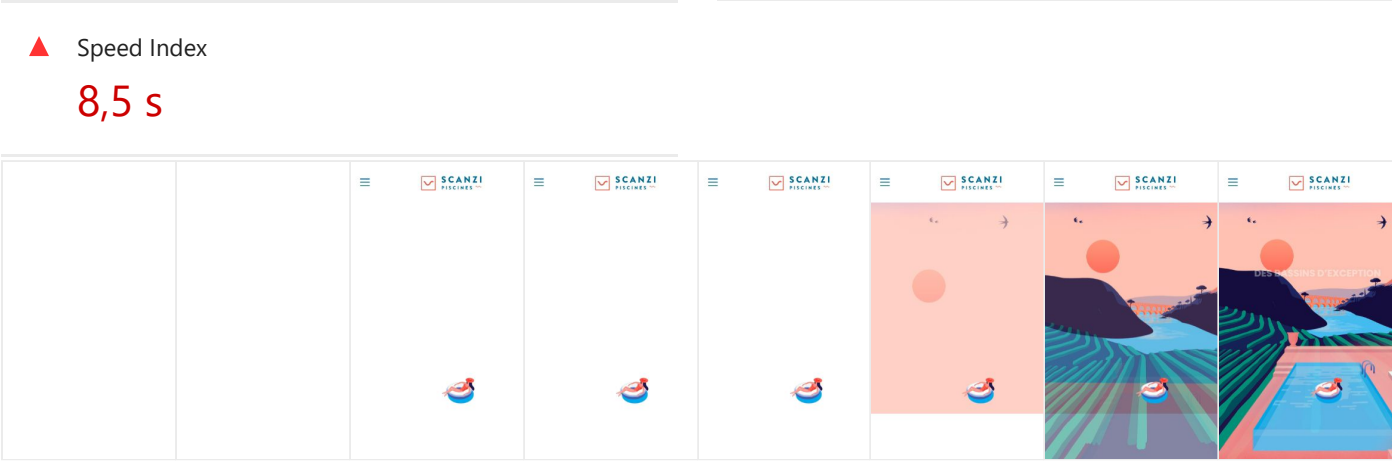 Speed Index
8,5 s
SCANZI
PISCINES
SCANZI
PISCINES
SCANZI
PISCINES
SCANZI
PISCINES
SCANZI
PISCINES
SCANZI
PISCINES
DES BASSINS D'EXCEPTION